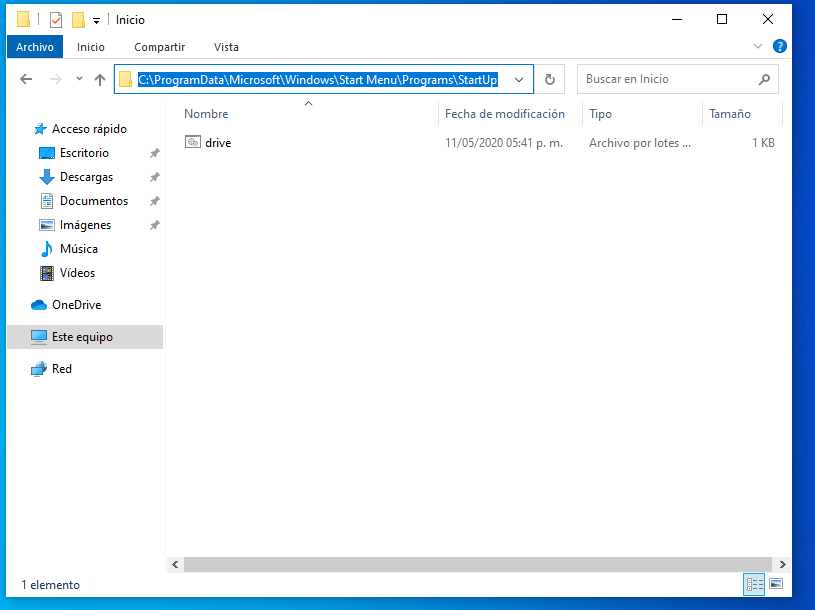 Inicio
Archivo Inicio Compartir Vista
C:\ProgramData\Microsoft\Windows\Start Menu\Programs\StartUp
Buscar en Inicio
Nombre Fecha de modificación Tipo Tamaño
drive 11/05/2020 05:41 p. m. Archivo por lotes ... 1 KB
Acceso rápido
Escritorio
Descargas
Documentos
Imágenes
Música
Vídeos
OneDrive
Este equipo
Red
1 elemento